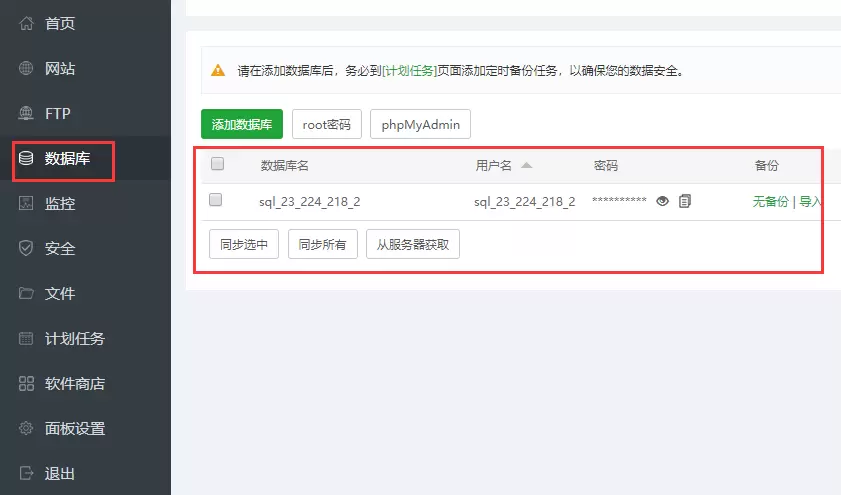 首页
网站
FTP
数据库
监控
安全
文件
计划任务
软件商店
面板设置
退出
请在添加数据库后，务必到[计划任务]页面添加定时备份任务，以确保您的数据安全。
添加数据库 root密码 phpMyAdmin
数据库名 用户名 密码 备份
sql_23_224_218_2 sql_23_224_218_2 ********** 无备份 | 导入
同步选中 同步所有 从服务器获取